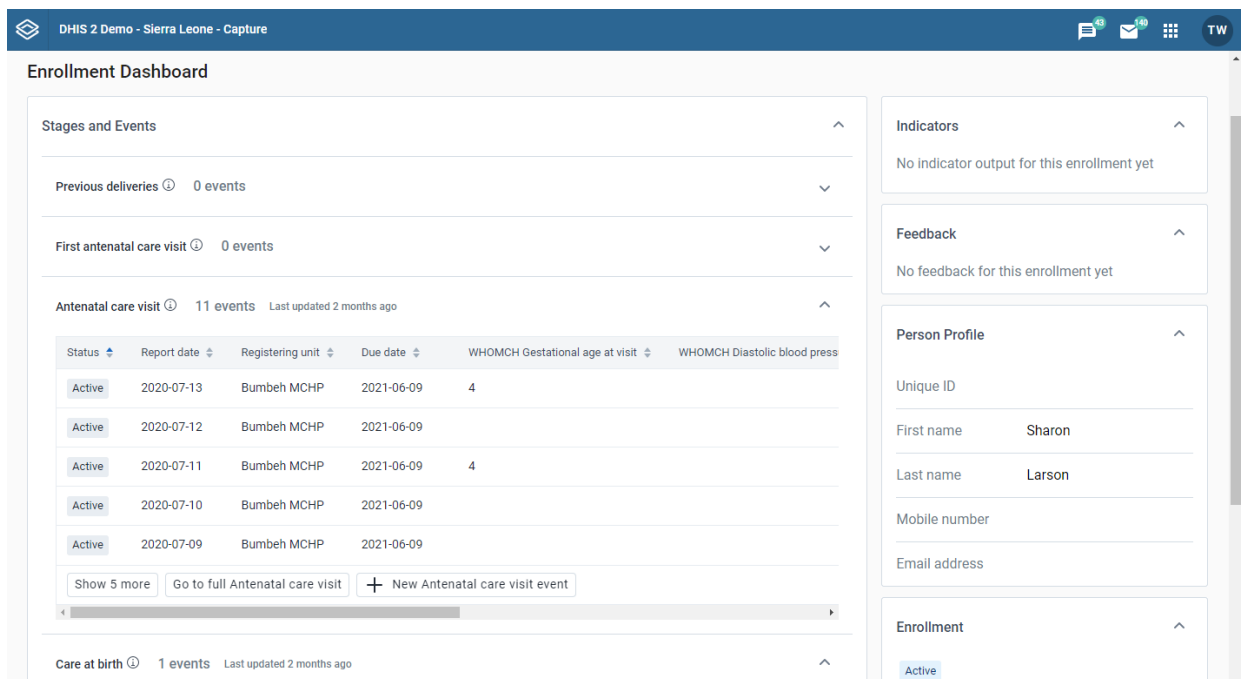 DHIS 2 Demo - Sierra Leone - Capture
43
140
TW
Enrollment Dashboard
Stages and Events
Previous deliveries 0 events
First antenatal care visit 0 events
Antenatal care visit 11 events Last updated 2 months ago
Status Report date Registering unit Due date WHOMCH Gestational age at visit WHOMCH Diastolic blood press
Active 2020-07-13 Bumbeh MCHP 2021-06-09 4
Active 2020-07-12 Bumbeh MCHP 2021-06-09
Active 2020-07-11 Bumbeh MCHP 2021-06-09 4
Active 2020-07-10 Bumbeh MCHP 2021-06-09
Active 2020-07-09 Bumbeh MCHP 2021-06-09
Show 5 more Go to full Antenatal care visit + New Antenatal care visit event
Care at birth 1 events Last updated 2 months ago
Indicators
No indicator output for this enrollment yet
Feedback
No feedback for this enrollment yet
Person Profile
Unique ID
First name Sharon
Last name Larson
Mobile number
Email address
Enrollment
Active